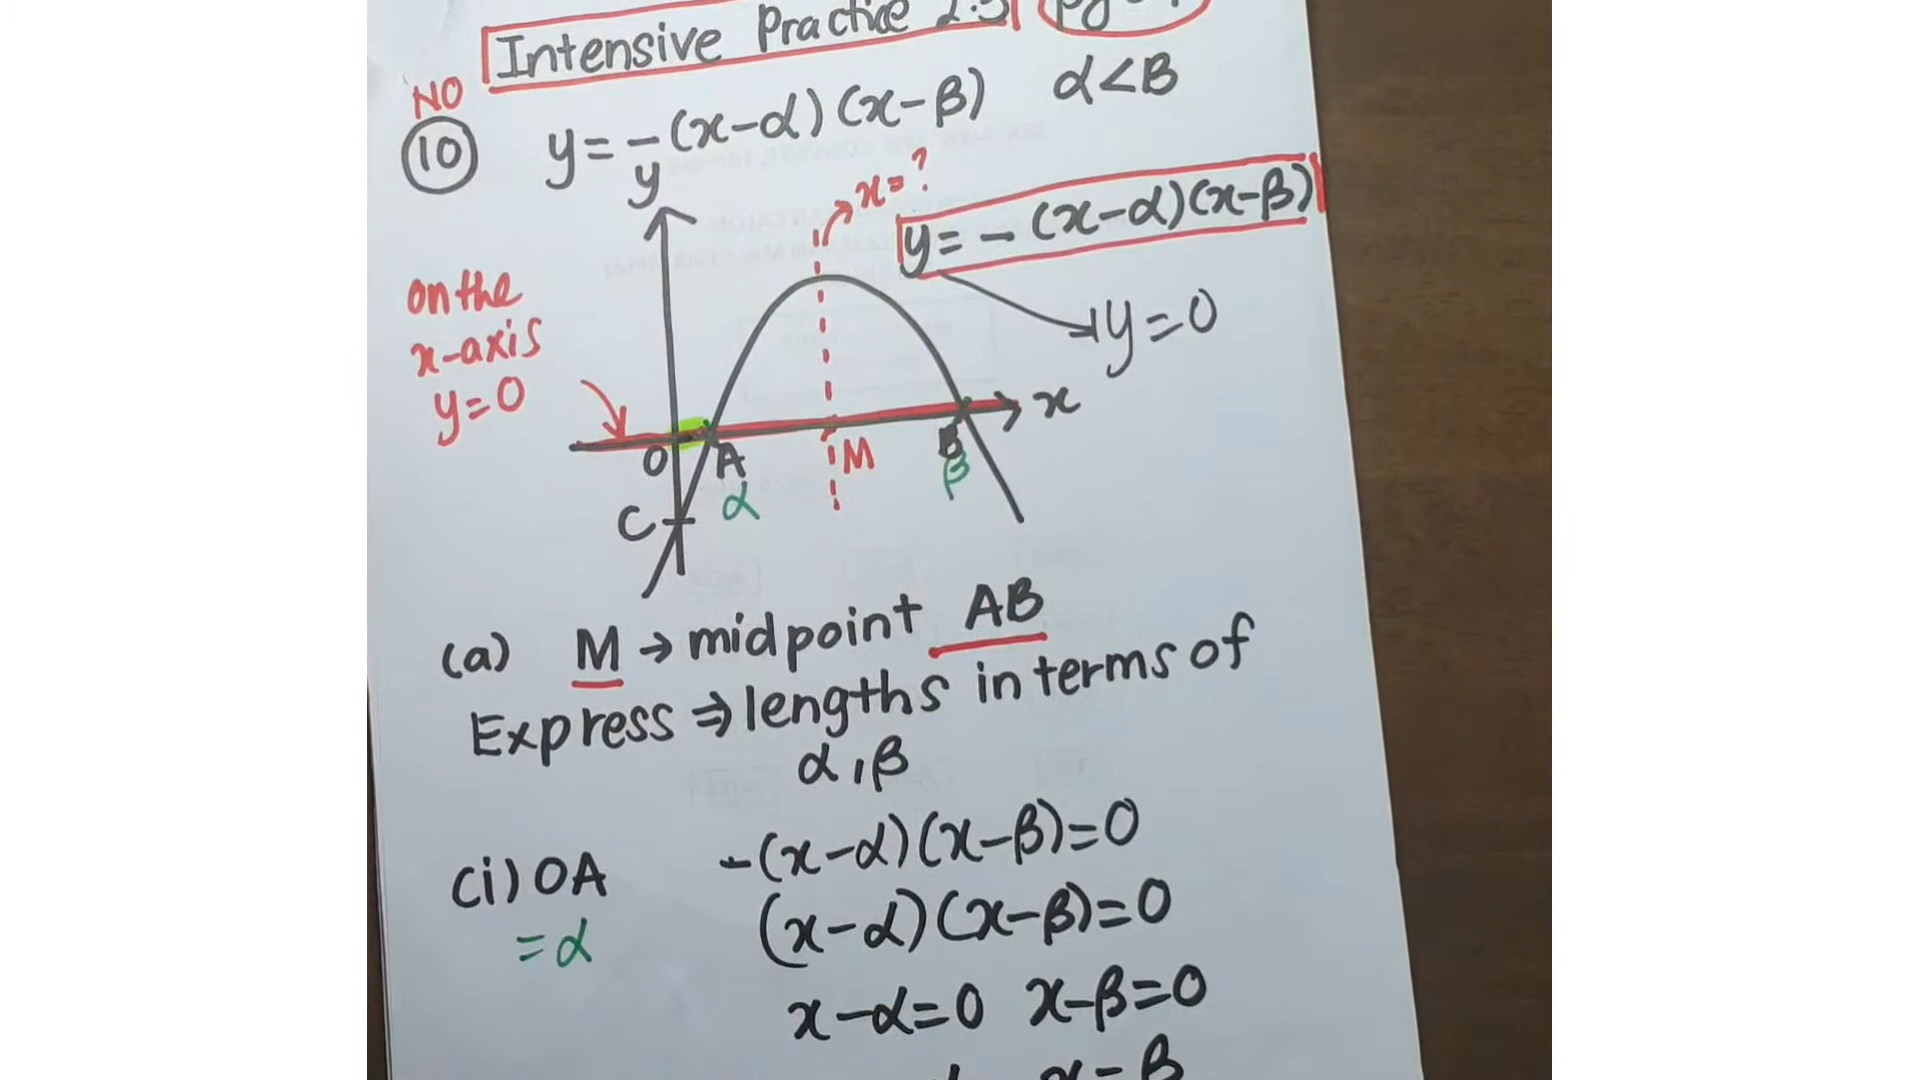 Intensive Practice 2.3
NO
10
y = -(x-α)(x-β) α<B
y
x=?
y = -(x-α)(x-β)
on the
x-axis
y=0
y=0
x
O A M B
α β
C
(a) M → midpoint AB
Express ⇒ lengths in terms of
α, β
(i) OA -(x-α)(x-β)=0
=α (x-α)(x-β)=0
x-α=0 x-β=0
x=β